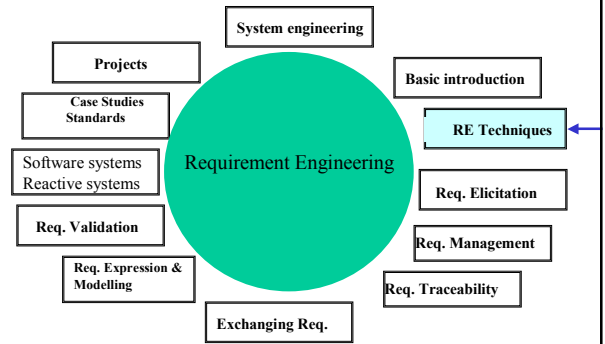 System engineering
Projects
Basic introduction
Case Studies
Standards
RE Techniques
Software systems
Reactive systems
Requirement Engineering
Req. Elicitation
Req. Validation
Req. Management
Req. Expression &
Modelling
Req. Traceability
Exchanging Req.